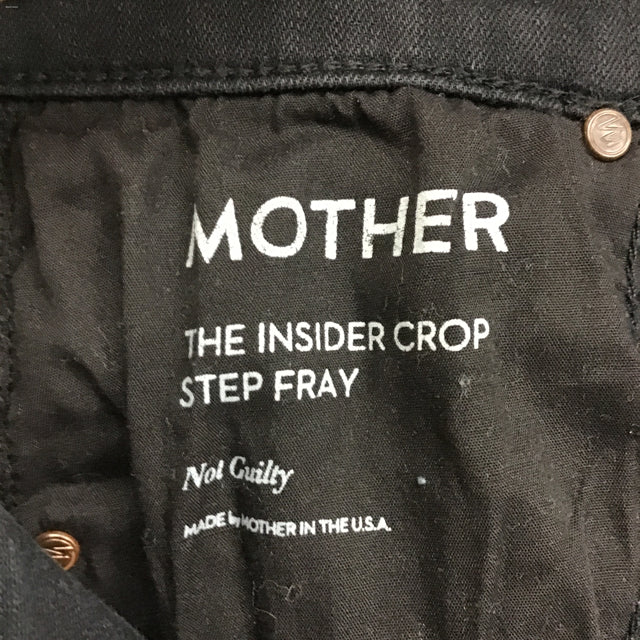 MOTHER
THE INSIDER CROP
STEP FRAY
Not Guilty
MADE by MOTHER IN THE U.S.A.